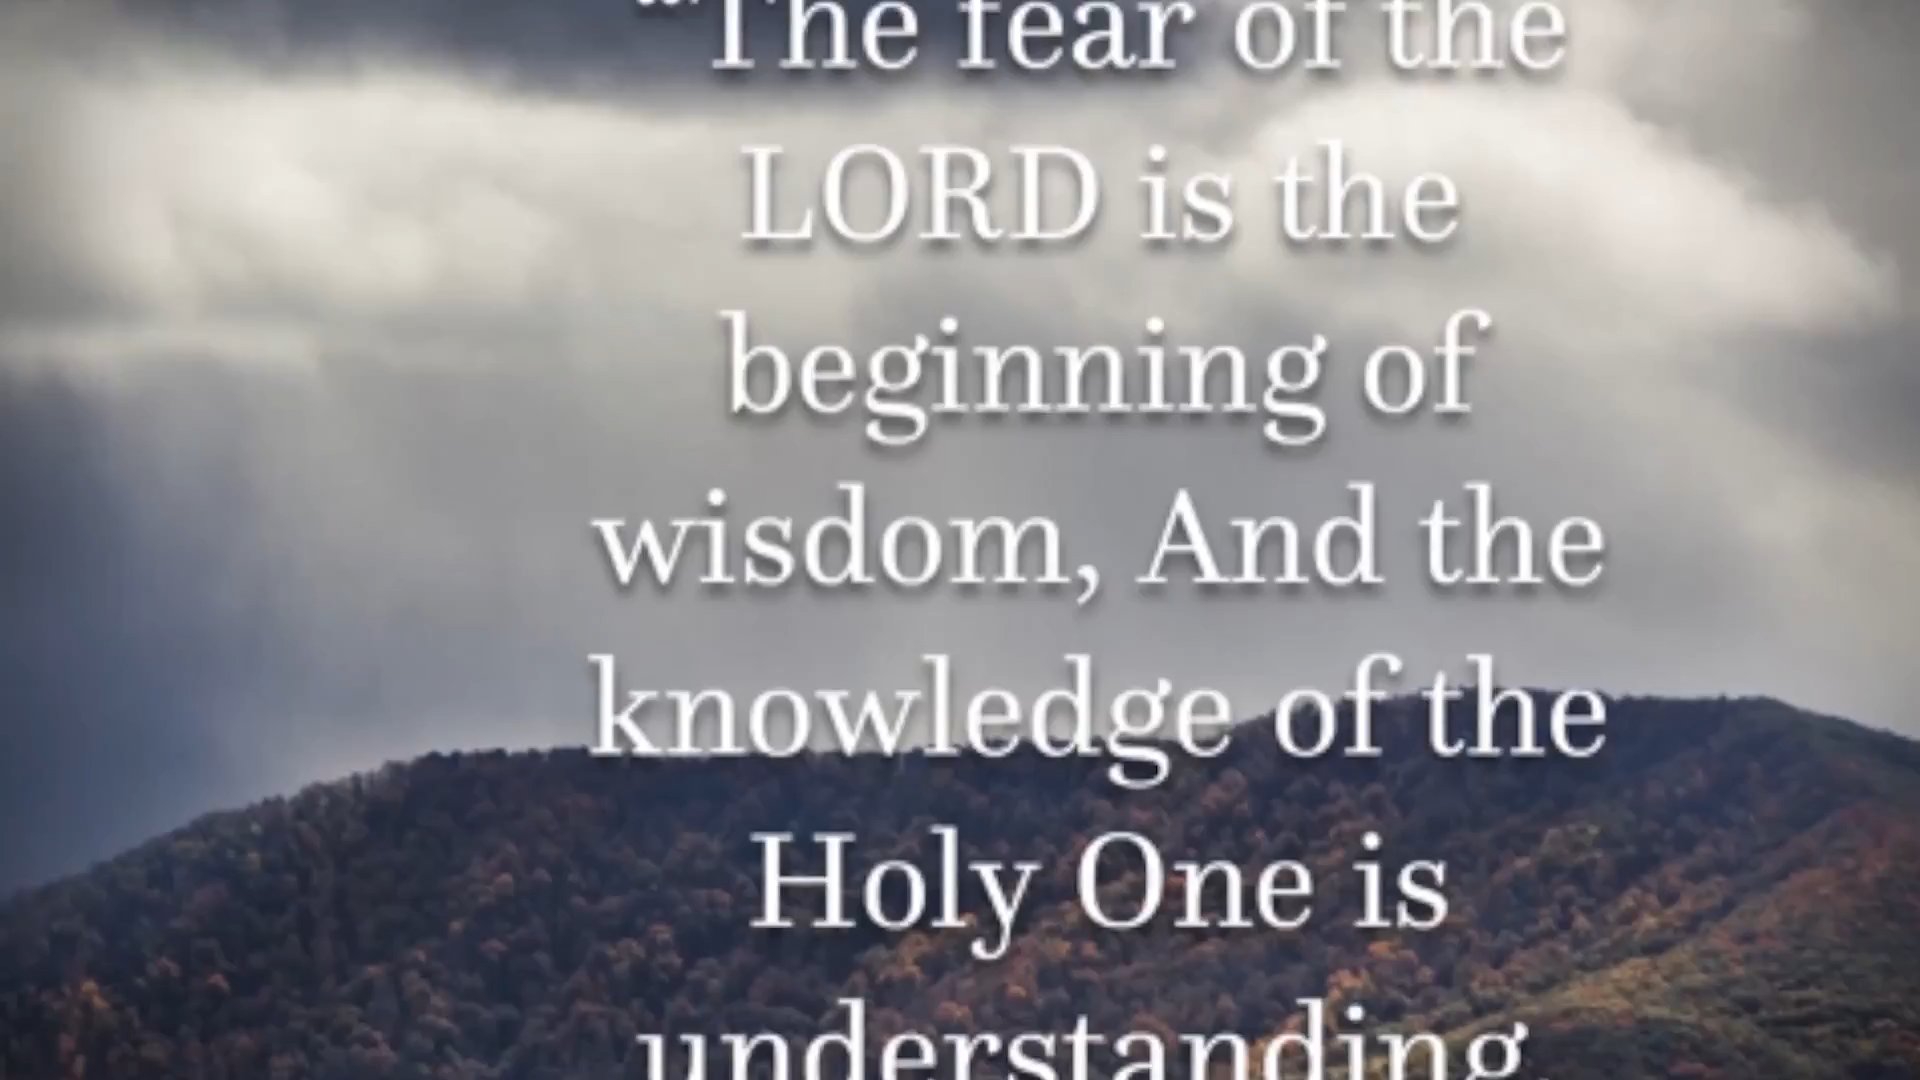 “The fear of the
LORD is the
beginning of
wisdom, And the
knowledge of the
Holy One is
understanding.